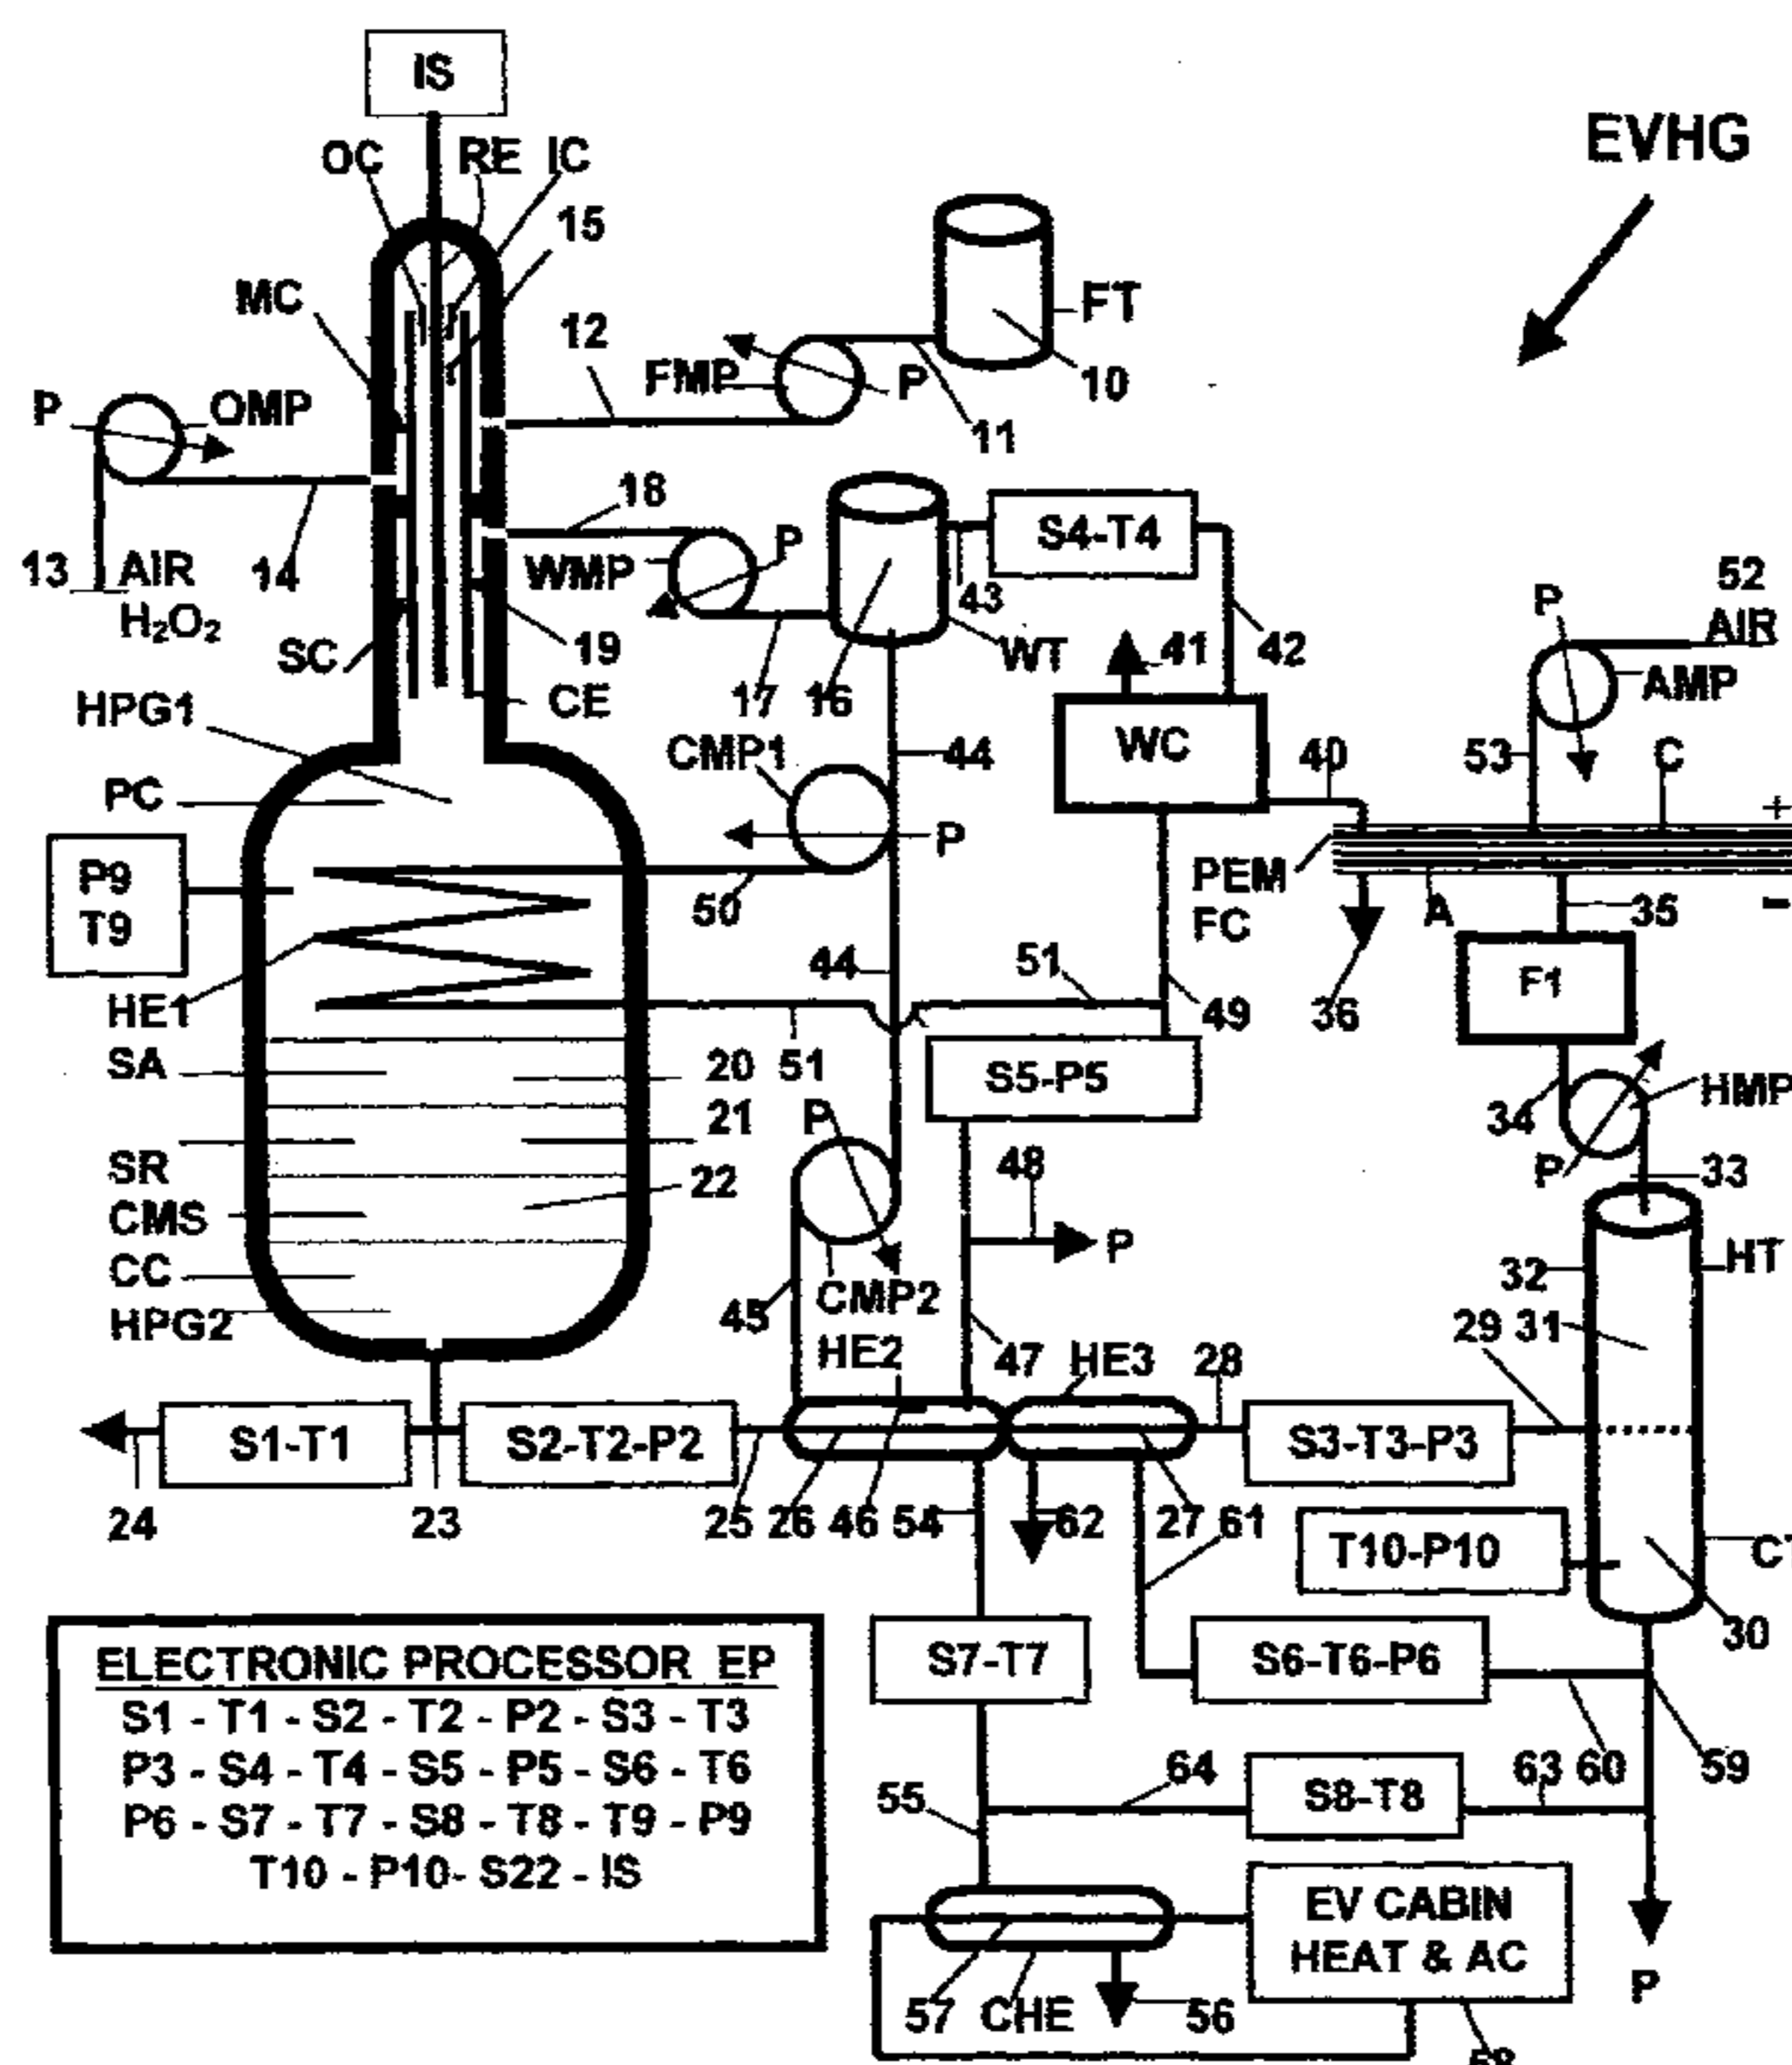 IS
EVHG
OC RE IC
15
MC
12
FT
FMP P
10
P OMP
11
18
S4-T4
13 AIR
H₂O₂
14
WMP P
43
52
AIR
P
SC
19
WT
41 42
AMP
HPG1
CE
17 16
CMP1
44
WC
40
53 C
+
PC
P
PEM
FC
P9
T9
50
A
35
-
44
51
F1
HE1
49
36
SA
20 51
S5-P5
HMP
21
P
34
SR
48
P
33
22
CMS
P
32
HT
CC
CMP2
45
HPG2
HE2
47 HE3 28
29 31
S1-T1
S2-T2-P2
S3-T3-P3
24
23
25 26 46 54
62
27 61
T10-P10
30
S7-T7
S6-T6-P6
ELECTRONIC PROCESSOR EP
S1 - T1 - S2 - T2 - P2 - S3 - T3
P3 - S4 - T4 - S5 - P5 - S6 - T6
P6 - S7 - T7 - S8 - T8 - T9 - P9
T10 - P10- S22 - IS
64
63 60 59
55
S8-T8
EV CABIN
HEAT & AC
57 CHE
56
P